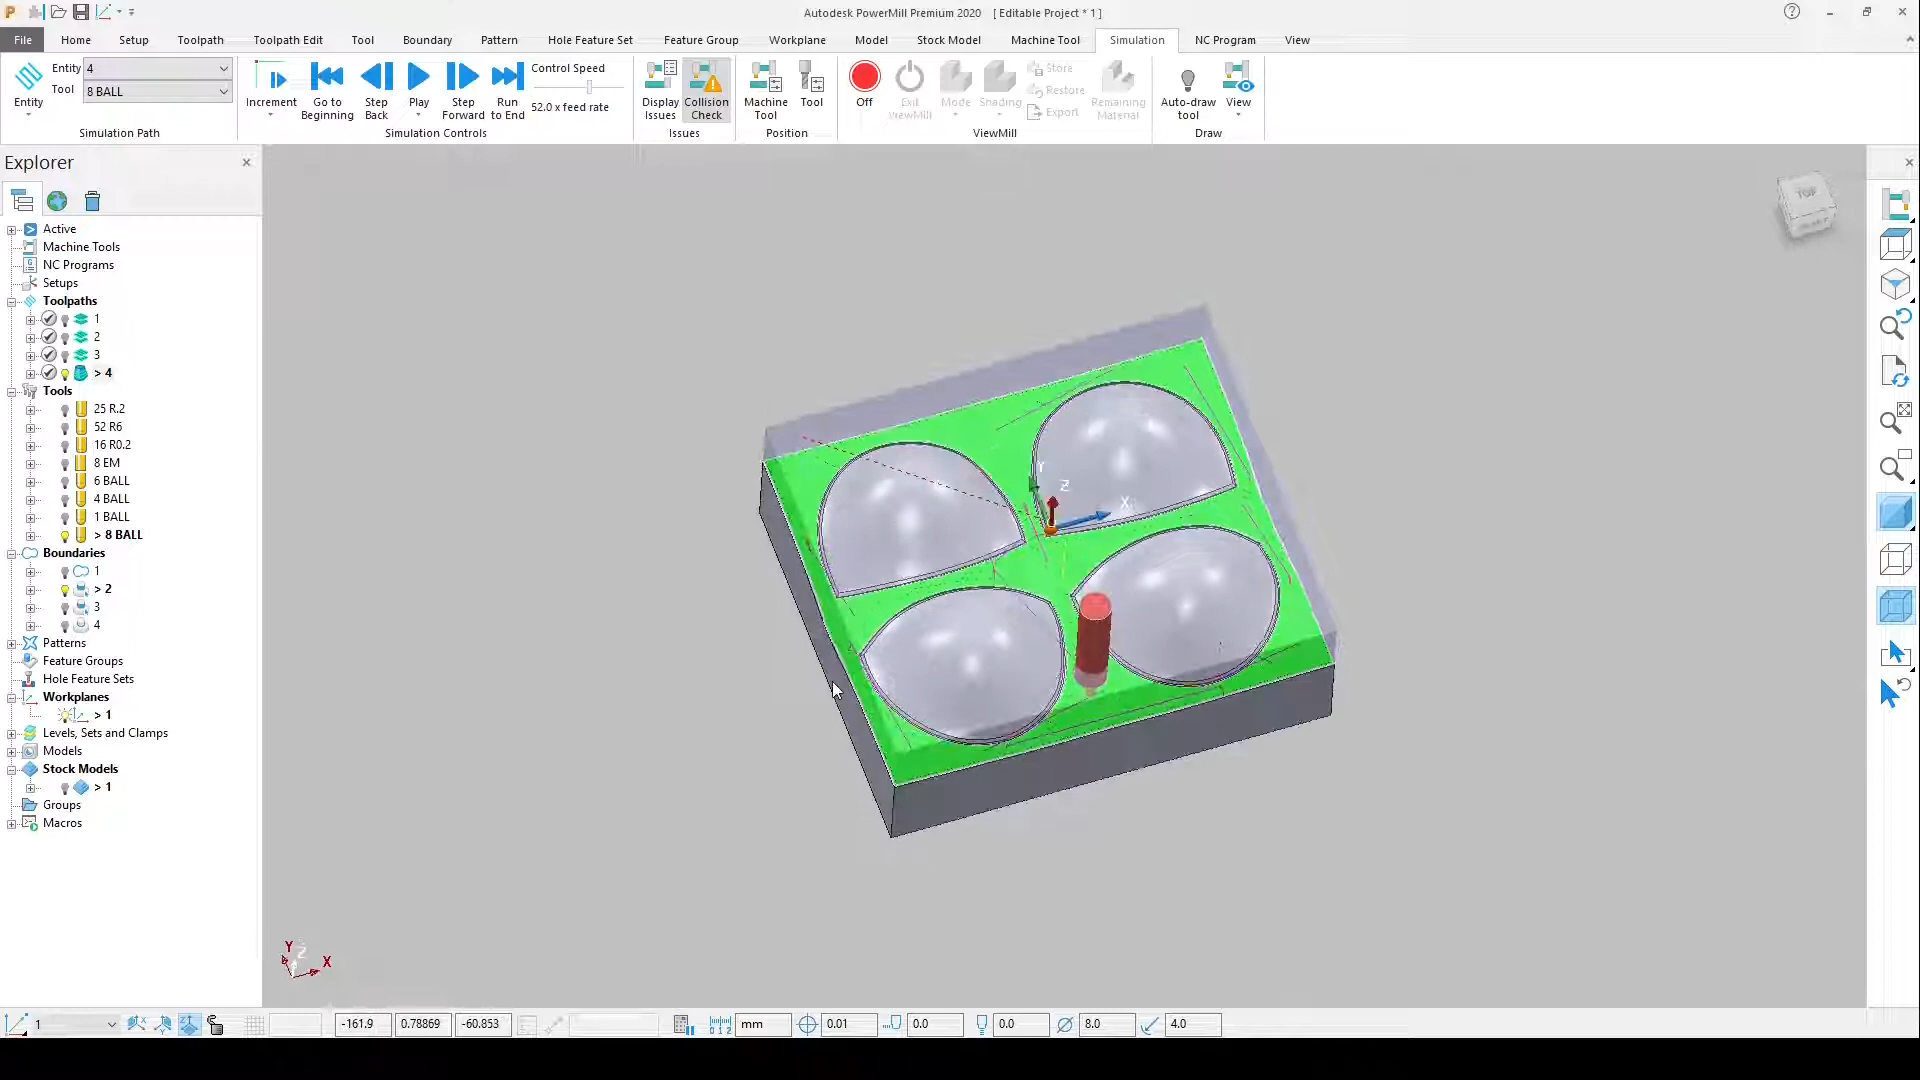 P
Autodesk PowerMill Premium 2020 [ Editable Project * 1 ]
File Home Setup Toolpath Toolpath Edit Tool Boundary Pattern Hole Feature Set Feature Group Workplane Model Stock Model Machine Tool Simulation NC Program View
Entity
Entity 4
Tool 8 BALL
Simulation Path
Increment
Go to Beginning
Step Back
Play
Step Forward
Run to End
Control Speed
52.0 x feed rate
Simulation Controls
Display Issues
Collision Check
Issues
Machine Tool
Tool
Position
Off
Exit ViewMill
Mode
Shading
Store
Restore
Export
Remaining Material
ViewMill
Auto-draw tool
View
Draw
Explorer
Active
Machine Tools
NC Programs
Setups
Toolpaths
1
2
3
> 4
Tools
25 R.2
52 R6
16 R0.2
8 EM
6 BALL
4 BALL
1 BALL
> 8 BALL
Boundaries
1
> 2
3
4
Patterns
Feature Groups
Hole Feature Sets
Workplanes
> 1
Levels, Sets and Clamps
Models
Stock Models
> 1
Groups
Macros
TOP
Y
Z
X
Y
Z
X
1
-161.9
0.78869
-60.853
mm
0.01
0.0
0.0
8.0
4.0